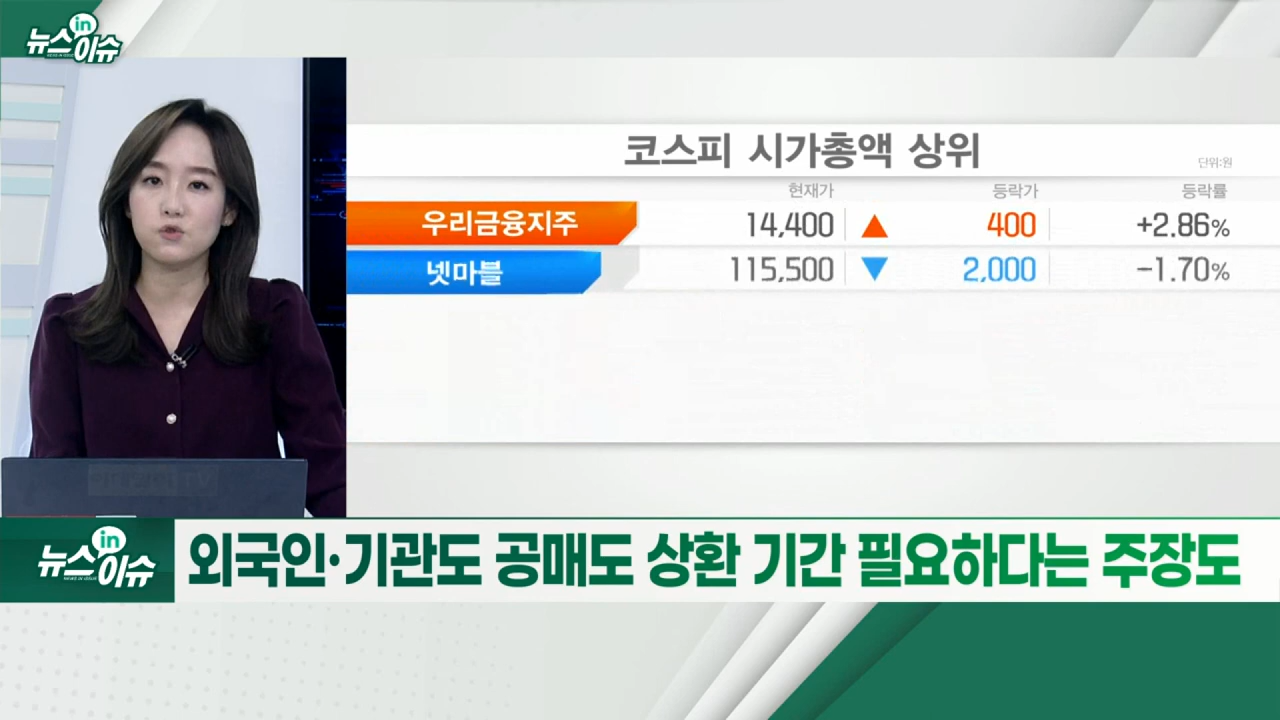 뉴스in이슈
코스피 시가총액 상위
단위:원
현재가 등락가 등락률
우리금융지주 14,400 ▲ 400 +2.86%
넷마블 115,500 ▼ 2,000 -1.70%
뉴스in이슈
NEWS IN ISSUE
외국인·기관도 공매도 상환 기간 필요하다는 주장도